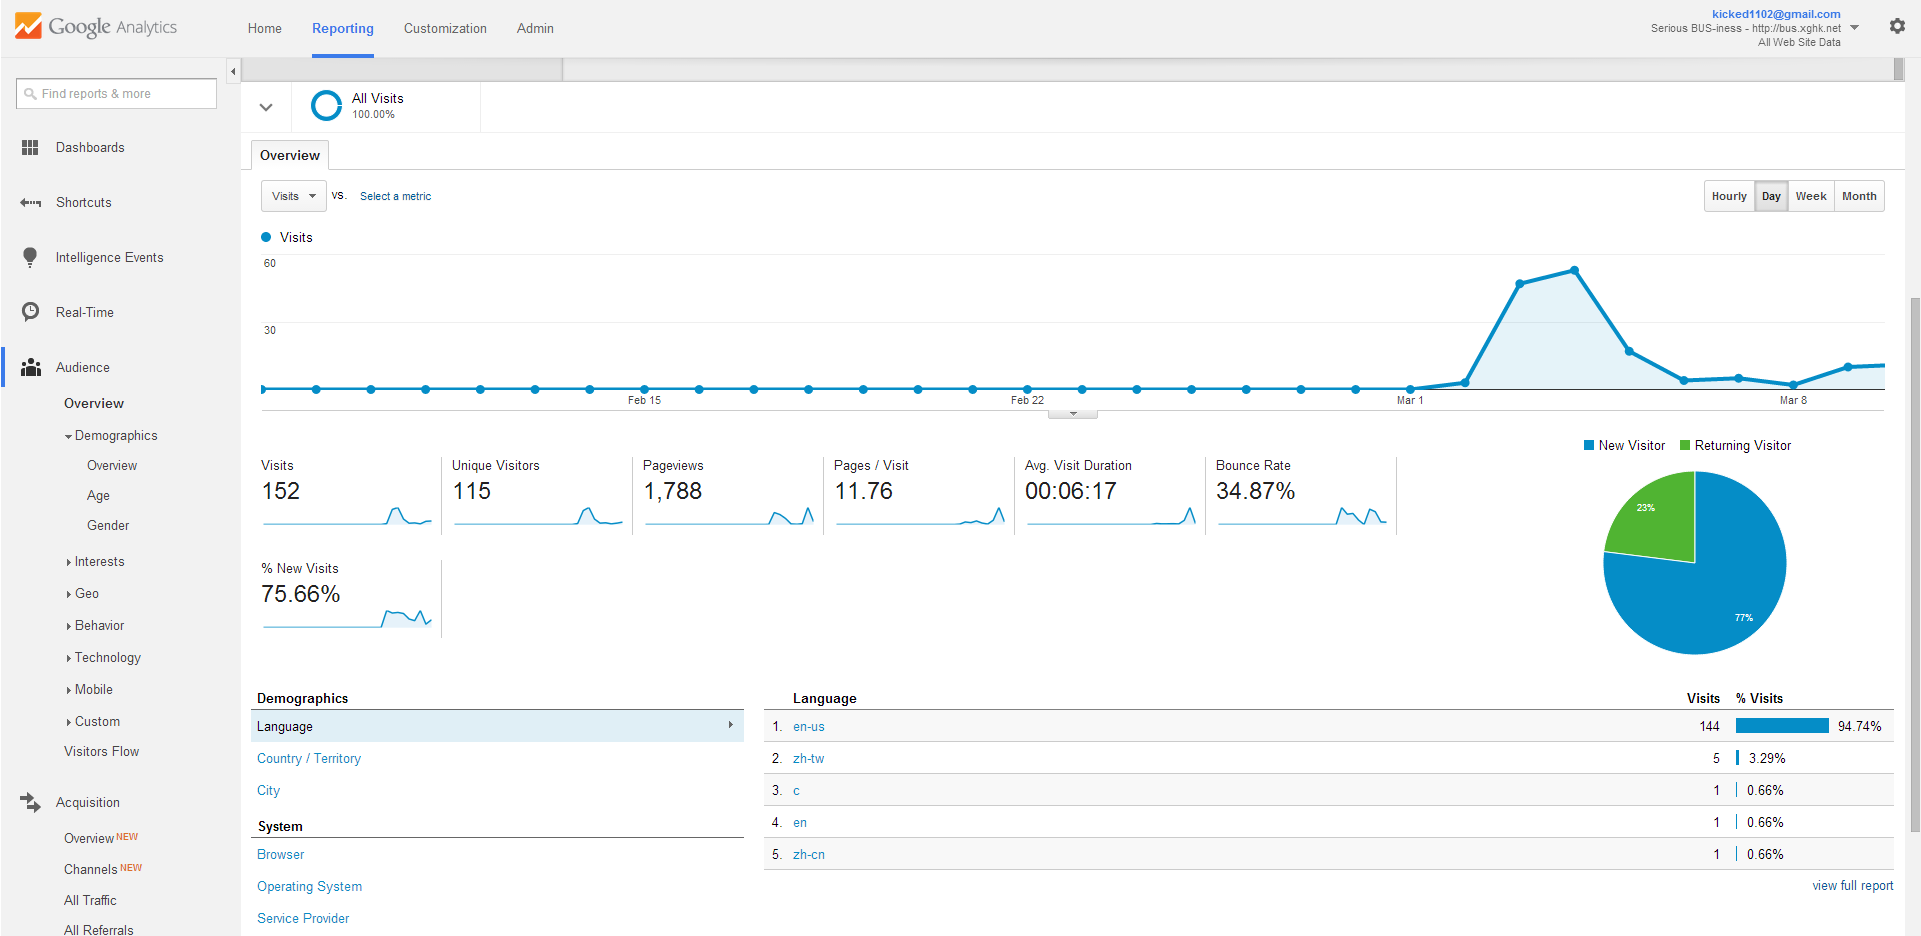 Google Analytics
Home Reporting Customization Admin
kicked1102@gmail.com
Serious BUS-iness - http://bus.xghk.net
All Web Site Data
Find reports & more
Dashboards
Shortcuts
Intelligence Events
Real-Time
Audience
Overview
Demographics
Overview
Age
Gender
Interests
Geo
Behavior
Technology
Mobile
Custom
Visitors Flow
Acquisition
Overview NEW
Channels NEW
All Traffic
All Referrals
All Visits
100.00%
Overview
Visits vs. Select a metric
Hourly Day Week Month
Visits
60
30
Feb 15 Feb 22 Mar 1 Mar 8
Visits
152
Unique Visitors
115
Pageviews
1,788
Pages / Visit
11.76
Avg. Visit Duration
00:06:17
Bounce Rate
34.87%
% New Visits
75.66%
New Visitor Returning Visitor
23%
77%
Demographics
Language
Country / Territory
City
System
Browser
Operating System
Service Provider
Language Visits % Visits
1. en-us 144 94.74%
2. zh-tw 5 3.29%
3. c 1 0.66%
4. en 1 0.66%
5. zh-cn 1 0.66%
view full report